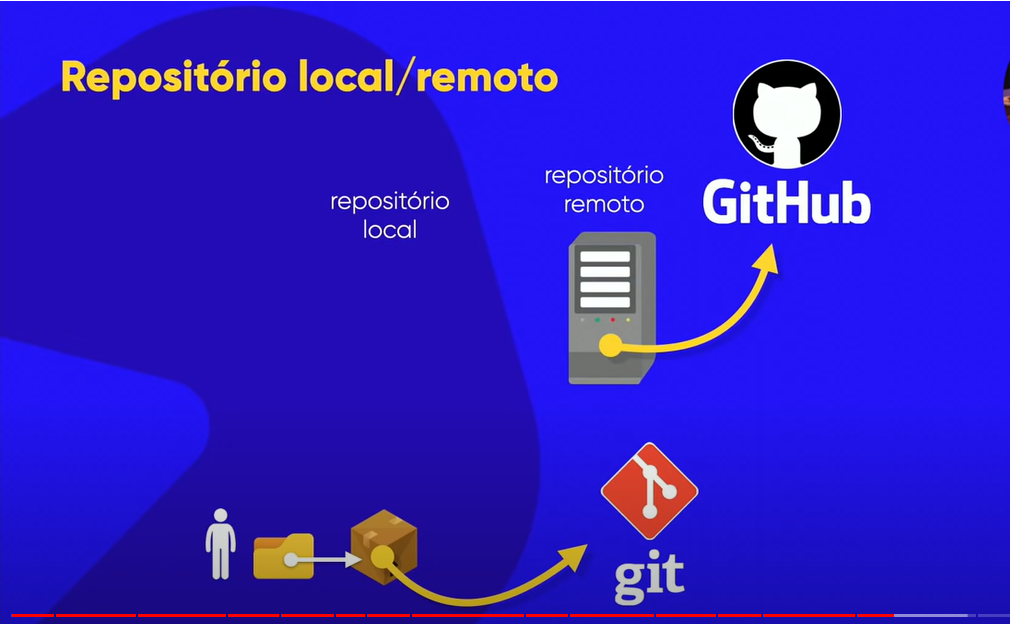 Repositório local/remoto
repositório
local
repositório
remoto
GitHub
git